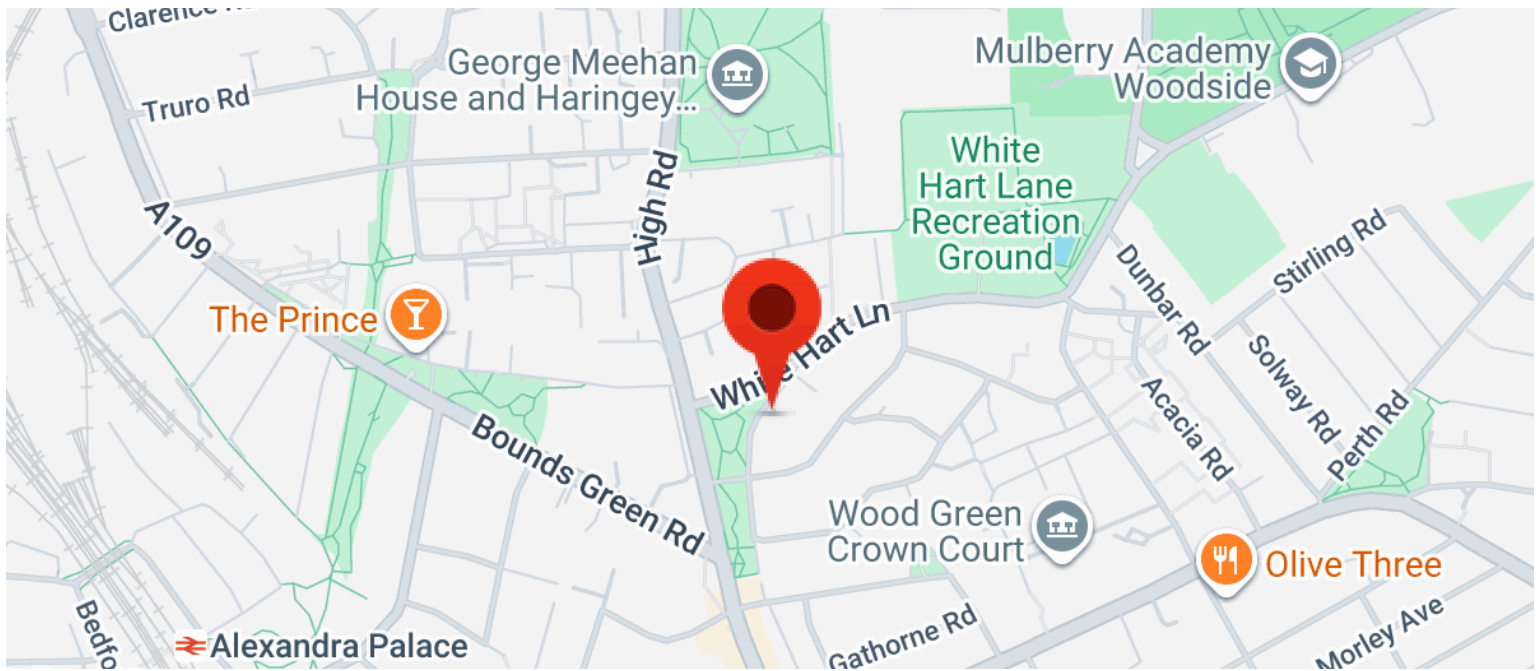 Clarence Rd
George Meehan
House and Haringey...
Mulberry Academy
Woodside
Truro Rd
White
Hart Lane
Recreation
Ground
High Rd
A109
Stirling Rd
Dunbar Rd
The Prince
White Hart Ln
Solway Rd
Acacia Rd
Perth Rd
Bounds Green Rd
Wood Green
Crown Court
Olive Three
Bedfo
Alexandra Palace
Gathorne Rd
Morley Ave